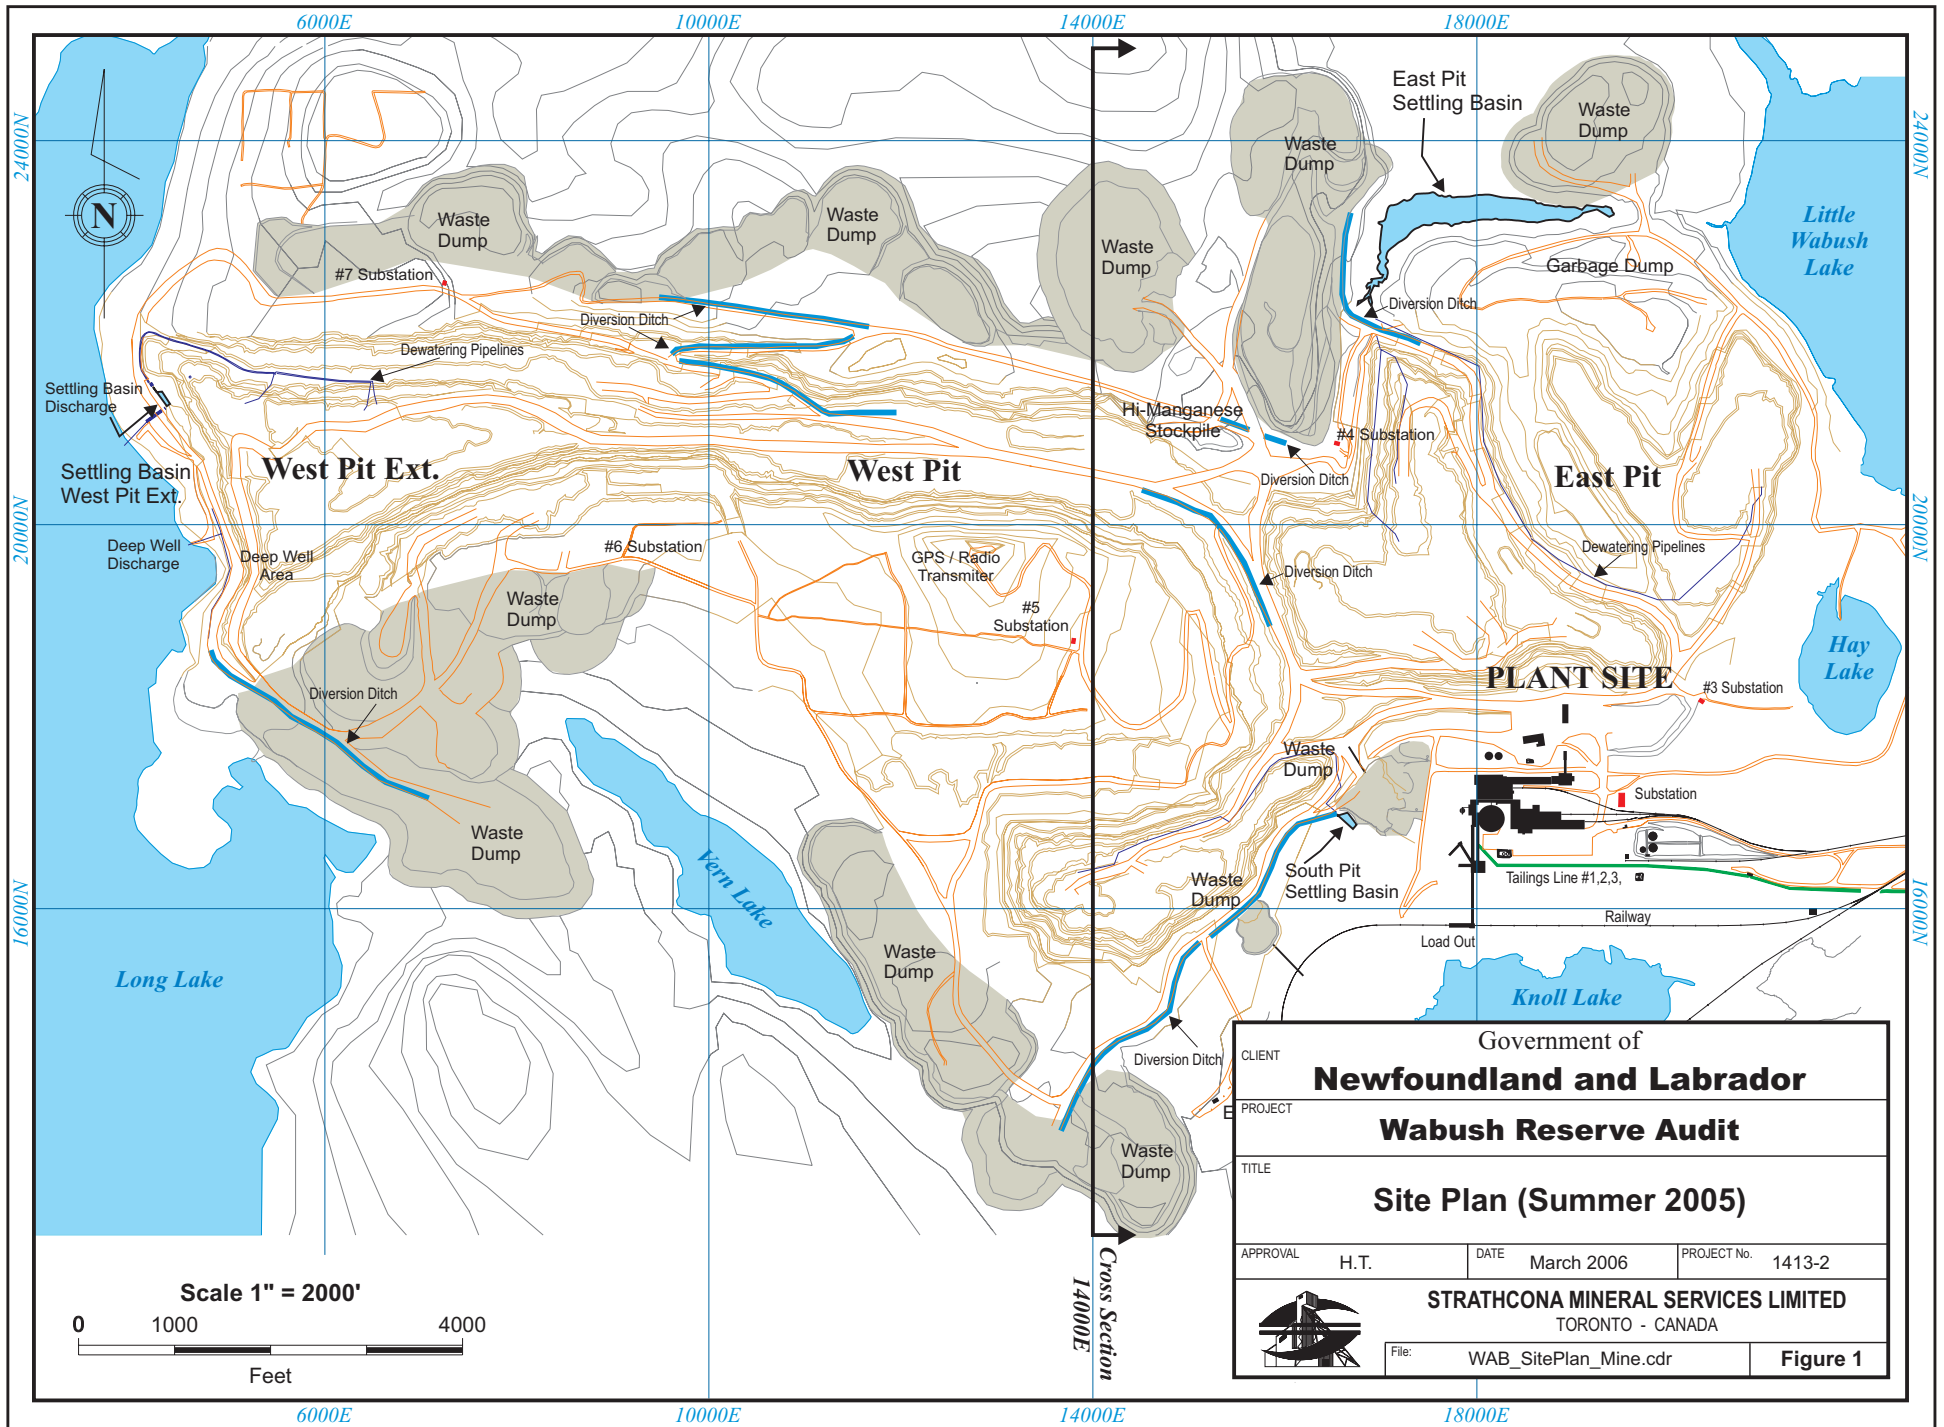 6000E
10000E
14000E
18000E
24000N
24000N
East Pit
Settling Basin
Waste
Dump
Waste
Dump
N
Waste
Dump
Waste
Dump
Waste
Dump
Little
Wabush
Lake
#7 Substation
Garbage Dump
Diversion Ditch
Diversion Ditch
Dewatering Pipelines
Settling Basin
Discharge
Hi-Manganese
Stockpile
#4 Substation
Settling Basin
West Pit Ext.
West Pit Ext.
West Pit
East Pit
Diversion Ditch
20000N
20000N
Deep Well
Discharge
Deep Well
Area
#6 Substation
GPS / Radio
Transmiter
Dewatering Pipelines
Diversion Ditch
Waste
Dump
#5
Substation
Hay
Lake
PLANT SITE
#3 Substation
Diversion Ditch
Waste
Dump
Substation
Waste
Dump
Vern Lake
South Pit
Settling Basin
Waste
Dump
Tailings Line #1,2,3,
16000N
16000N
Railway
Load Out
Waste
Dump
Long Lake
Knoll Lake
Diversion Ditch
E
Waste
Dump
CLIENT
Government of
Newfoundland and Labrador
PROJECT
Wabush Reserve Audit
TITLE
Site Plan (Summer 2005)
APPROVAL
H.T.
DATE
March 2006
PROJECT No.
1413-2
STRATHCONA MINERAL SERVICES LIMITED
TORONTO - CANADA
File:
WAB_SitePlan_Mine.cdr
Figure 1
Cross Section
14000E
Scale 1" = 2000'
0
1000
4000
Feet
6000E
10000E
14000E
18000E